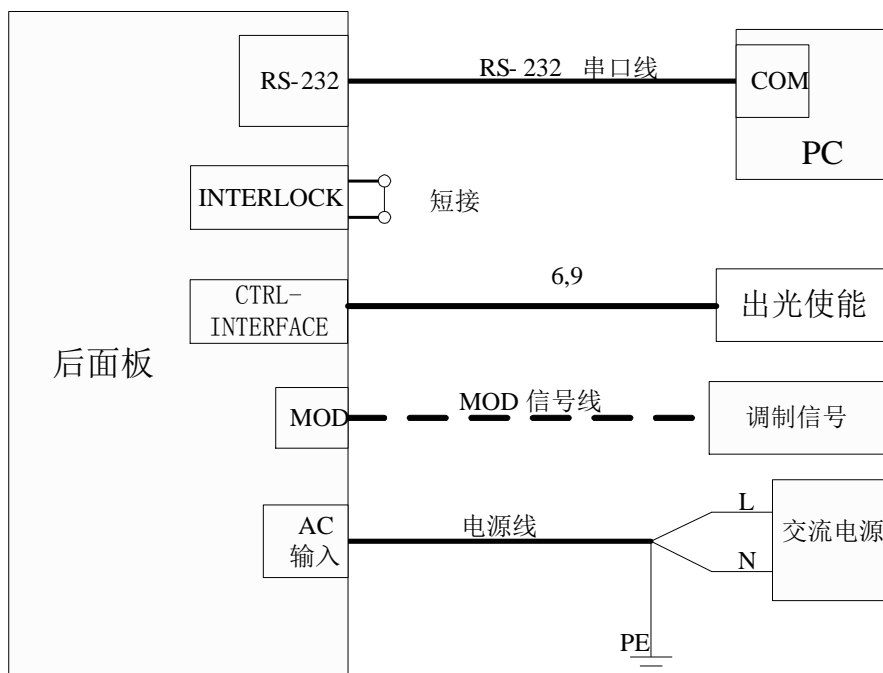 RS-232
RS- 232 串口线
COM
PC
INTERLOCK
短接
6,9
CTRL-
INTERFACE
出光使能
后面板
MOD
MOD 信号线
调制信号
AC
输入
电源线
L
N
交流电源
PE